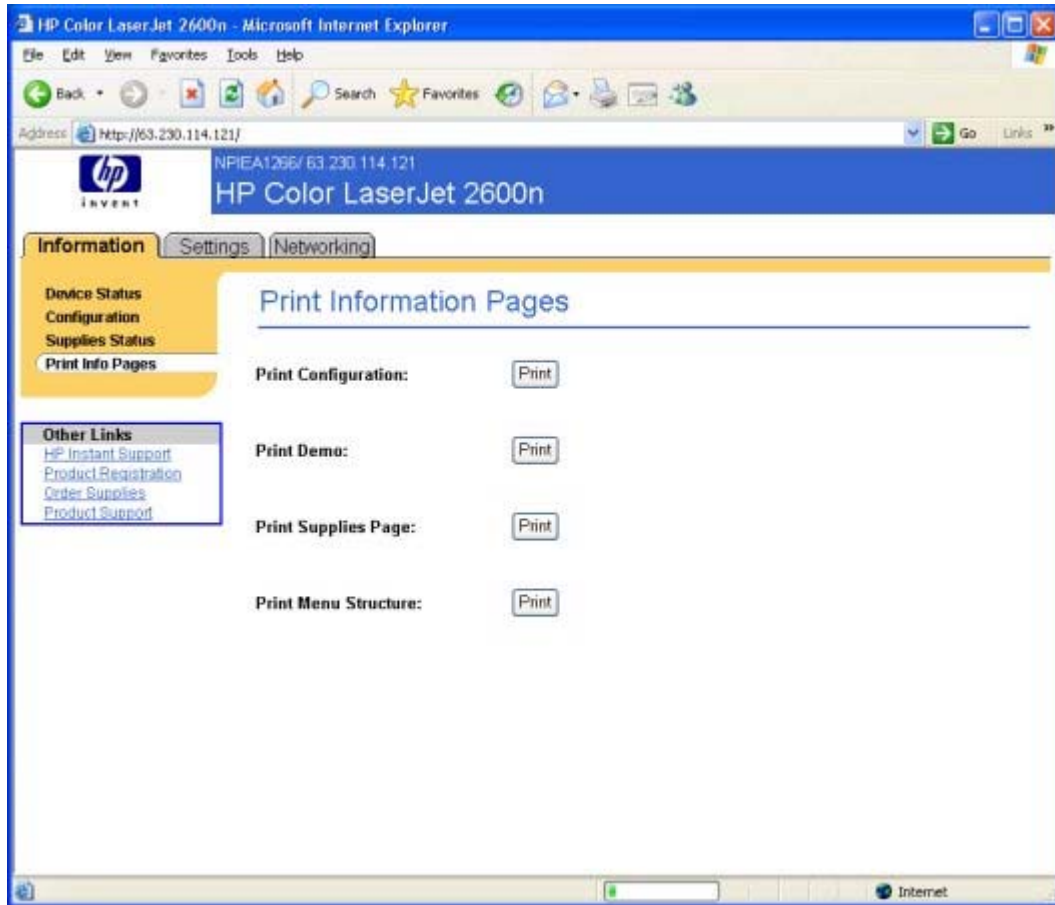 HP Color LaserJet 2600n - Microsoft Internet Explorer
File Edit View Favorites Tools Help
Back Search Favorites
Address http://63.230.114.121/ Go Links »
hp
invent
NPIEA1266/ 63.230.114.121
HP Color LaserJet 2600n
Information Settings Networking
Device Status
Configuration
Supplies Status
Print Info Pages
Other Links
HP Instant Support
Product Registration
Order Supplies
Product Support
Print Information Pages
Print Configuration: Print
Print Demo: Print
Print Supplies Page: Print
Print Menu Structure: Print
Internet